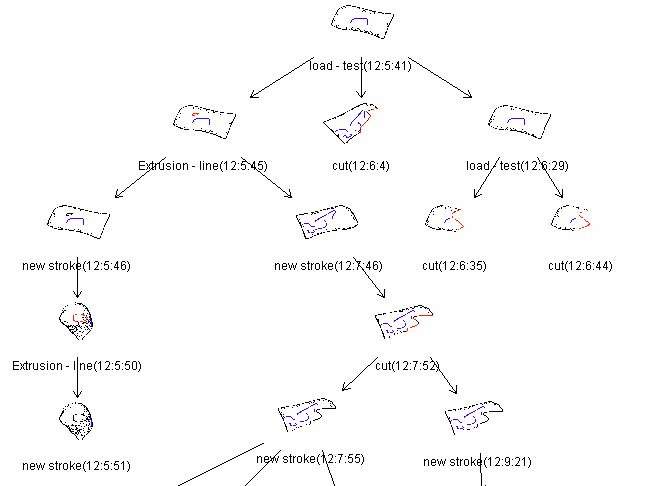 load - test(12:5:41)
Extrusion - line(12:5:45)
cut(12:6:4)
load - test(12:6:29)
new stroke(12:5:46)
new stroke(12:7:46)
cut(12:6:35)
cut(12:6:44)
Extrusion - line(12:5:50)
cut(12:7:52)
new stroke(12:5:51)
new stroke(12:7:55)
new stroke(12:9:21)